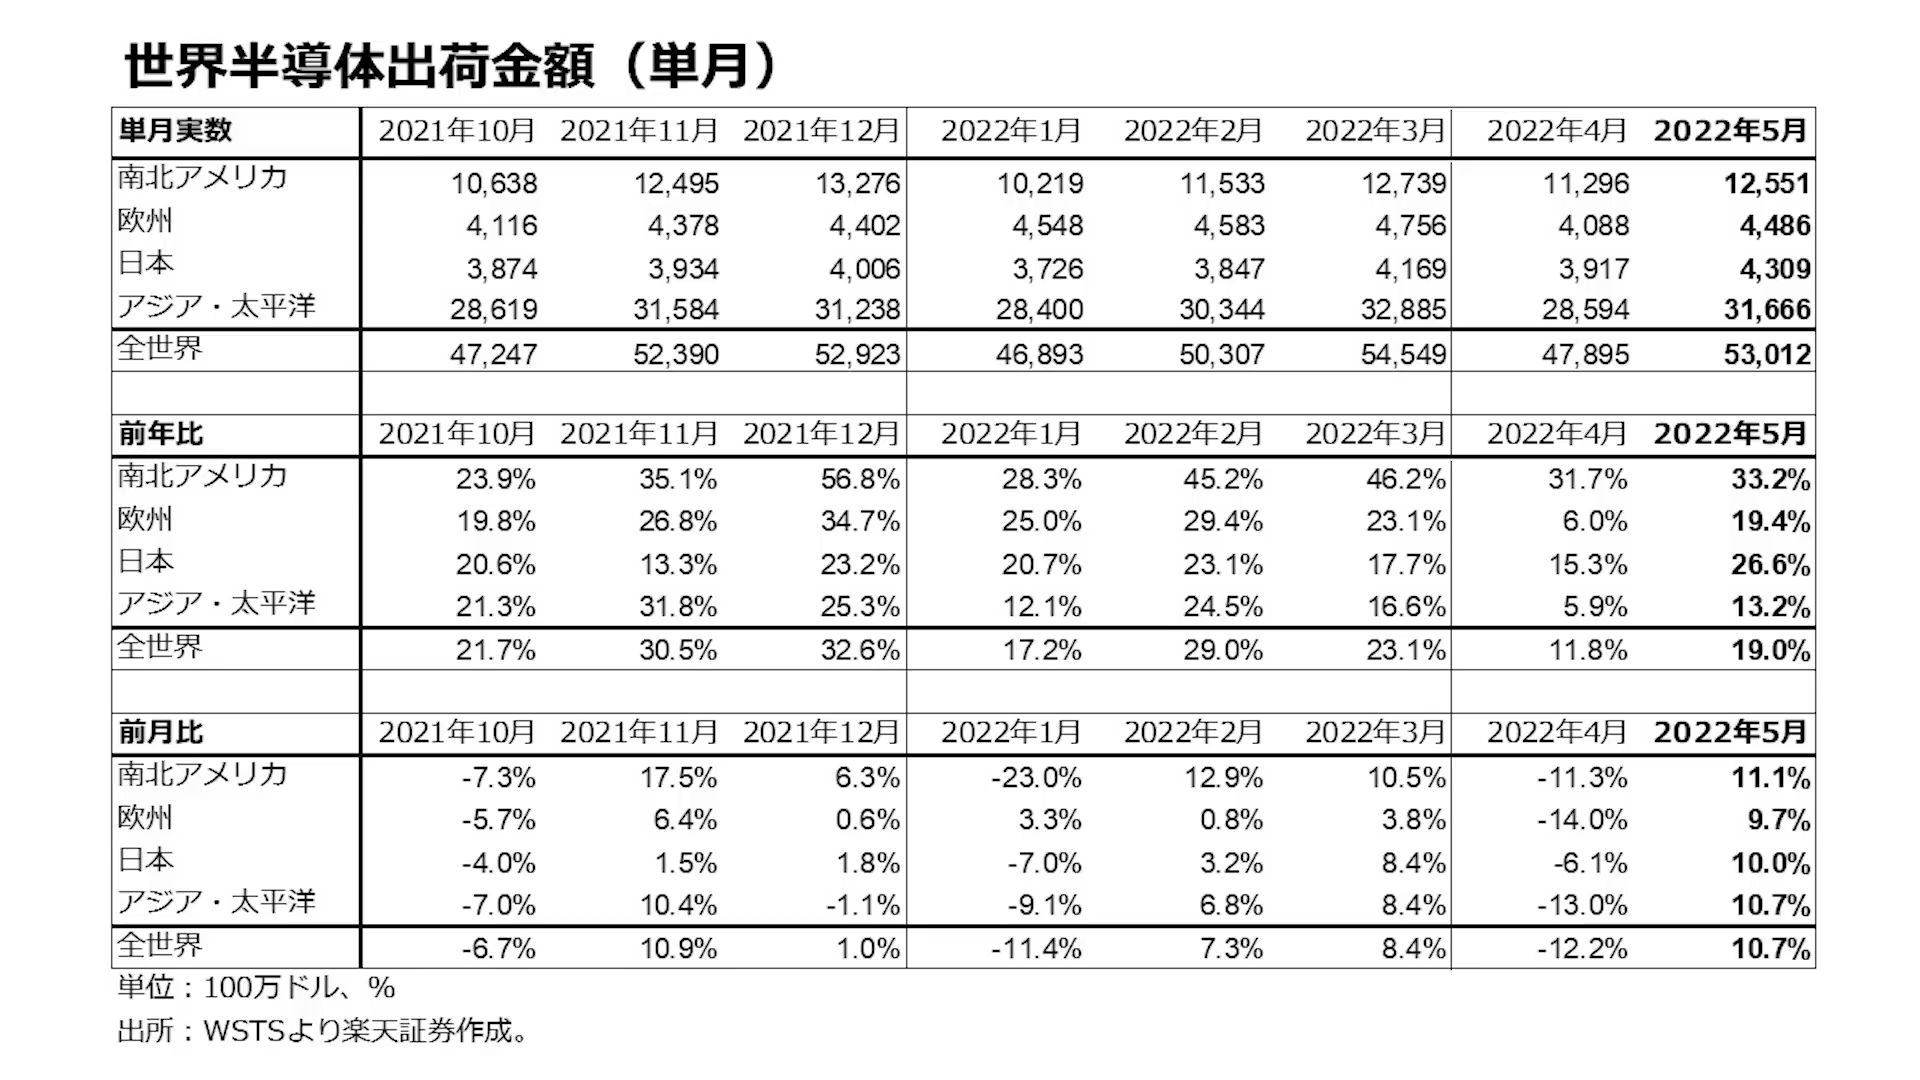 世界半導体出荷金額（単月）
単月実数 2021年10月 2021年11月 2021年12月 2022年1月 2022年2月 2022年3月 2022年4月 2022年5月
南北アメリカ 10,638 12,495 13,276 10,219 11,533 12,739 11,296 12,551
欧州 4,116 4,378 4,402 4,548 4,583 4,756 4,088 4,486
日本 3,874 3,934 4,006 3,726 3,847 4,169 3,917 4,309
アジア・太平洋 28,619 31,584 31,238 28,400 30,344 32,885 28,594 31,666
全世界 47,247 52,390 52,923 46,893 50,307 54,549 47,895 53,012
前年比 2021年10月 2021年11月 2021年12月 2022年1月 2022年2月 2022年3月 2022年4月 2022年5月
南北アメリカ 23.9% 35.1% 56.8% 28.3% 45.2% 46.2% 31.7% 33.2%
欧州 19.8% 26.8% 34.7% 25.0% 29.4% 23.1% 6.0% 19.4%
日本 20.6% 13.3% 23.2% 20.7% 23.1% 17.7% 15.3% 26.6%
アジア・太平洋 21.3% 31.8% 25.3% 12.1% 24.5% 16.6% 5.9% 13.2%
全世界 21.7% 30.5% 32.6% 17.2% 29.0% 23.1% 11.8% 19.0%
前月比 2021年10月 2021年11月 2021年12月 2022年1月 2022年2月 2022年3月 2022年4月 2022年5月
南北アメリカ -7.3% 17.5% 6.3% -23.0% 12.9% 10.5% -11.3% 11.1%
欧州 -5.7% 6.4% 0.6% 3.3% 0.8% 3.8% -14.0% 9.7%
日本 -4.0% 1.5% 1.8% -7.0% 3.2% 8.4% -6.1% 10.0%
アジア・太平洋 -7.0% 10.4% -1.1% -9.1% 6.8% 8.4% -13.0% 10.7%
全世界 -6.7% 10.9% 1.0% -11.4% 7.3% 8.4% -12.2% 10.7%
単位：100万ドル、%
出所：WSTSより楽天証券作成。